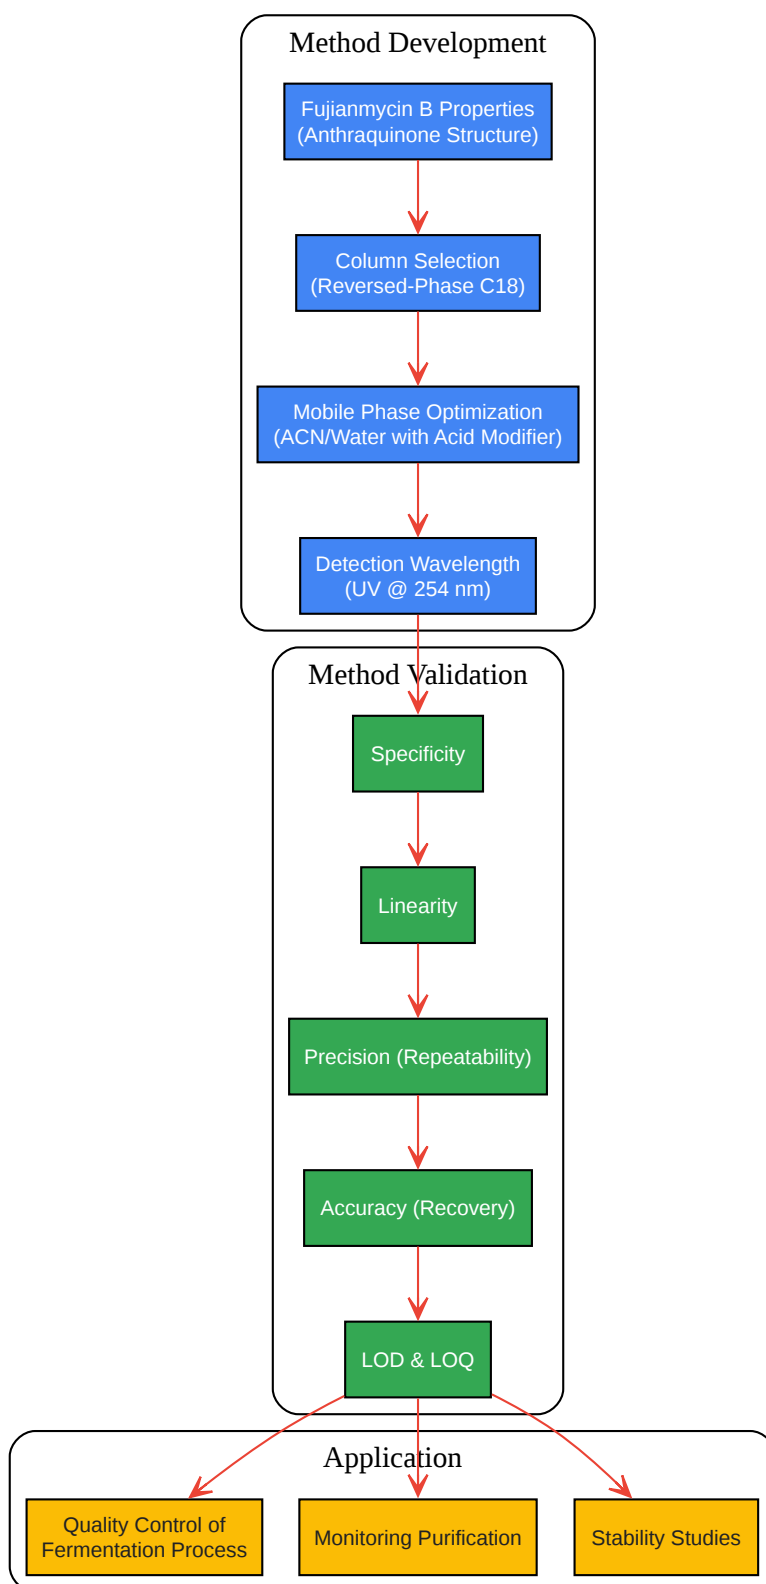 Method Development
Fujianmycin B Properties
(Anthraquinone Structure)
Column Selection
(Reversed-Phase C18)
Mobile Phase Optimization
(ACN/Water with Acid Modifier)
Detection Wavelength
(UV @ 254 nm)
Method Validation
Specificity
Linearity
Precision (Repeatability)
Accuracy (Recovery)
LOD & LOQ
Application
Quality Control of
Fermentation Process
Monitoring Purification
Stability Studies